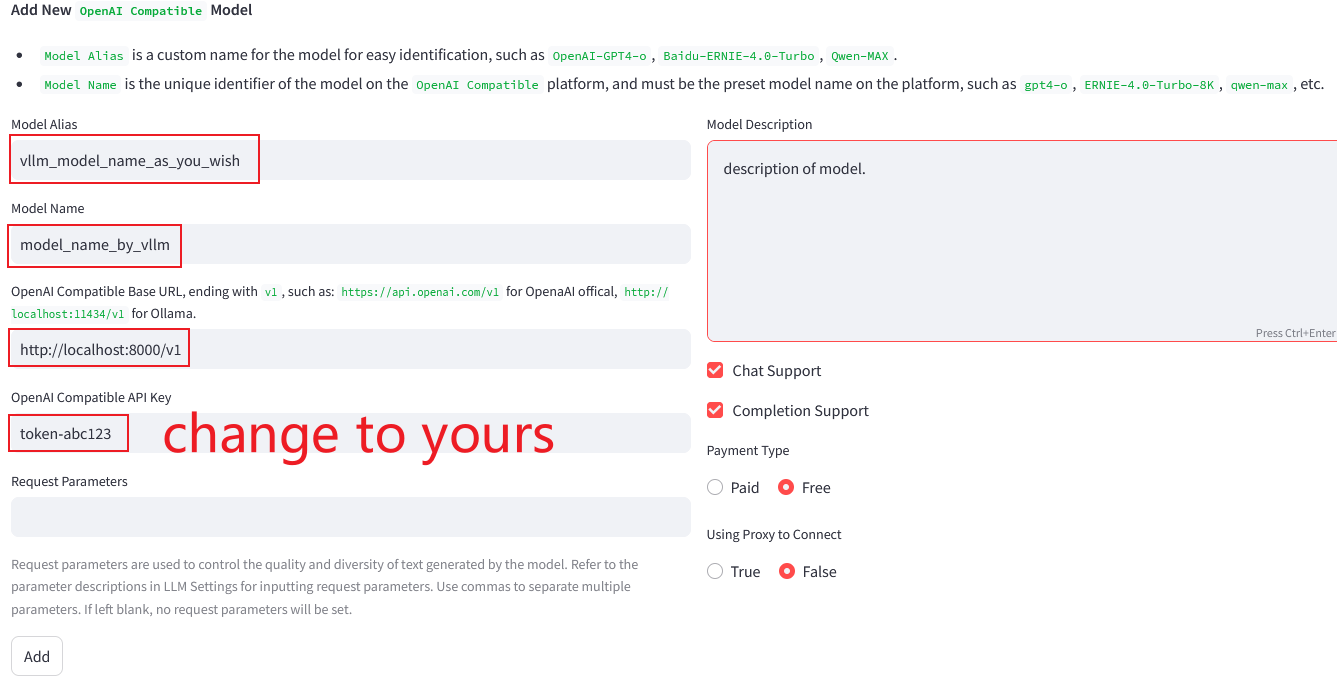 Add New OpenAI Compatible Model
Model Alias is a custom name for the model for easy identification, such as OpenAI-GPT4-o , Baidu-ERNIE-4.0-Turbo , Qwen-MAX .
Model Name is the unique identifier of the model on the OpenAI Compatible platform, and must be the preset model name on the platform, such as gpt4-o , ERNIE-4.0-Turbo-8K , qwen-max , etc.
Model Alias
vllm_model_name_as_you_wish
Model Name
model_name_by_vllm
OpenAI Compatible Base URL, ending with v1 , such as: https://api.openai.com/v1 for OpenaAI offical, http://
localhost:11434/v1 for Ollama.
http://localhost:8000/v1
OpenAI Compatible API Key
token-abc123
change to yours
Request Parameters
Request parameters are used to control the quality and diversity of text generated by the model. Refer to the
parameter descriptions in LLM Settings for inputting request parameters. Use commas to separate multiple
parameters. If left blank, no request parameters will be set.
Add
Model Description
description of model.
Press Ctrl+Enter
Chat Support
Completion Support
Payment Type
Paid Free
Using Proxy to Connect
True False